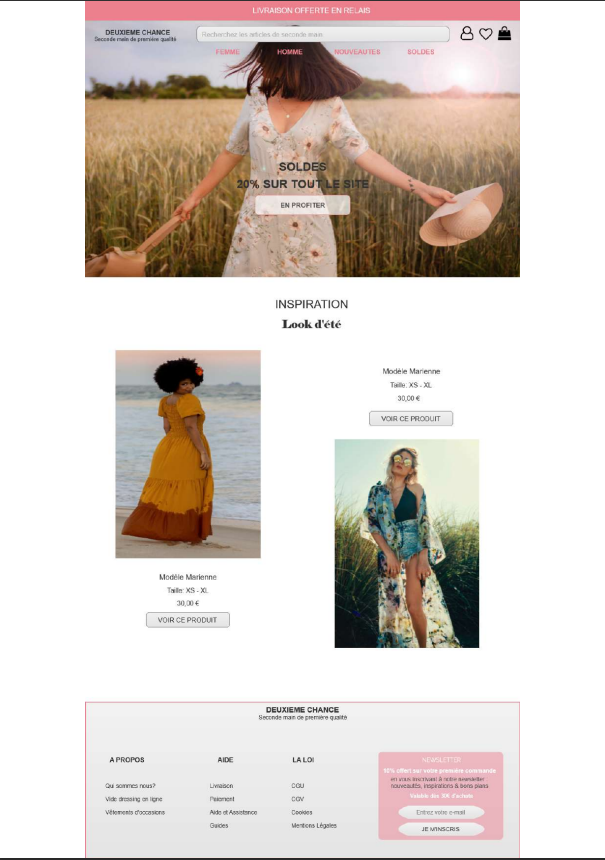 LIVRAISON OFFERTE EN RELAIS
DEUXIEME CHANCE
Seconde main de première qualité
Recherchez les articles de seconde main
FEMME HOMME NOUVEAUTES SOLDES
SOLDES
20% SUR TOUT LE SITE
EN PROFITER
INSPIRATION
Look d'été
Modèle Marienne
Taille: XS - XL
30,00 €
VOIR CE PRODUIT
Modèle Marienne
Taille: XS - XL
30,00 €
VOIR CE PRODUIT
DEUXIEME CHANCE
Seconde main de première qualité
A PROPOS
Qui sommes nous?
Vide dressing en ligne
Vêtements d'occasions
AIDE
Livraison
Paiement
Aide et Assistance
Guides
LA LOI
CGU
CGV
Cookies
Mentions Légales
NEWSLETTER
10% offert sur votre première commande
en vous inscrivant à notre newsletter
nouveautés, inspirations & bons plans
Valable dès 50€ d'achats
Entrez votre e-mail
JE M'INSCRIS